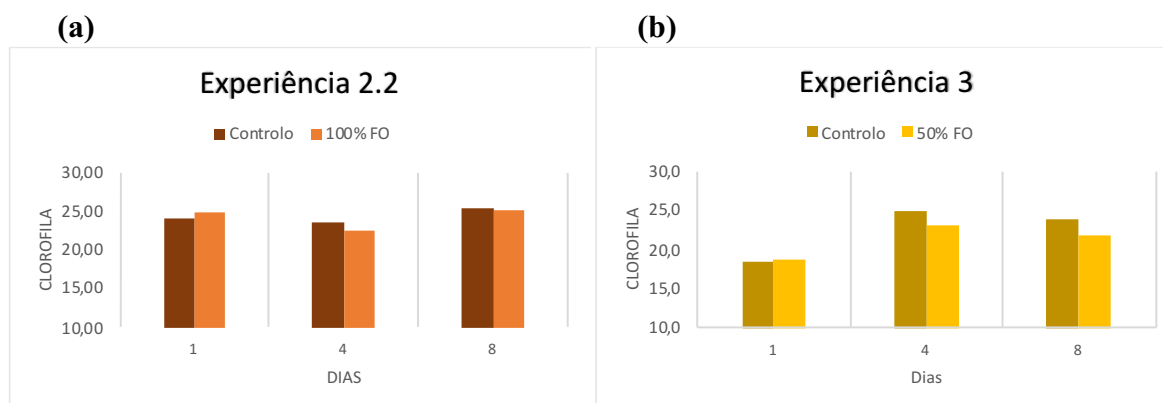 (a)
Experiência 2.2
Controlo 100% FO
30,00
25,00
20,00
15,00
10,00
CLOROFILA
1 4 8
DIAS
(b)
Experiência 3
Controlo 50% FO
30,0
25,0
20,0
15,0
10,0
CLOROFILA
1 4 8
Dias